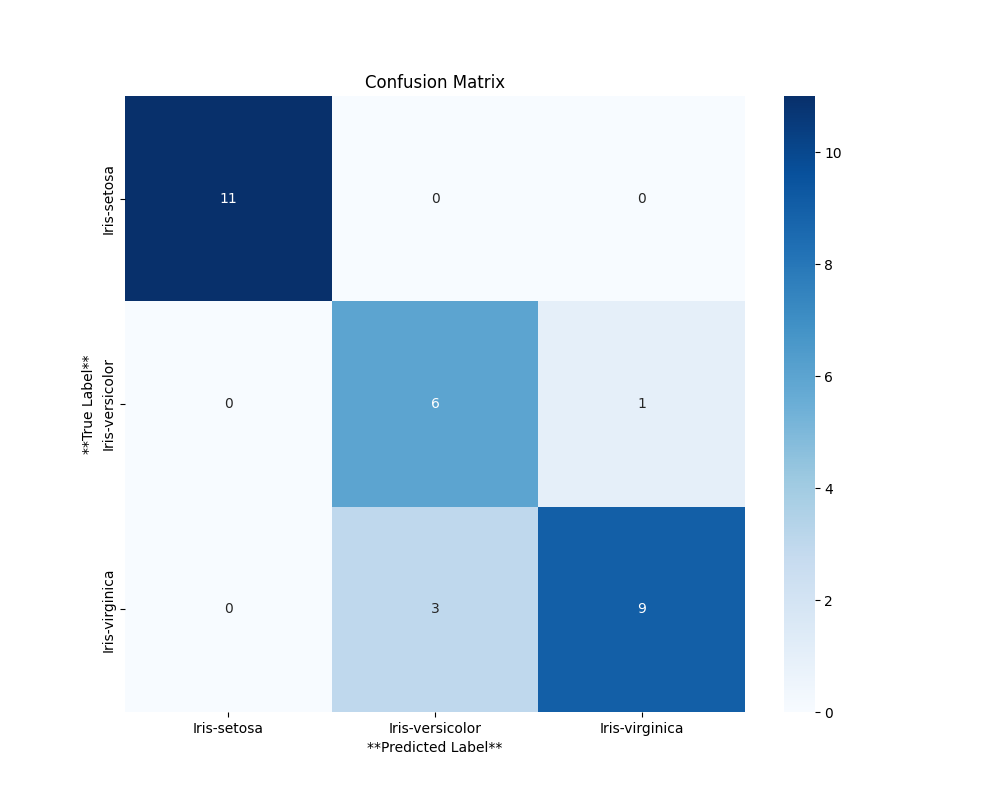 Confusion Matrix
Iris-setosa
11
0
0
10
8
**True Label**
Iris-versicolor
0
6
1
6
4
Iris-virginica
0
3
9
2
0
Iris-setosa
Iris-versicolor
Iris-virginica
**Predicted Label**